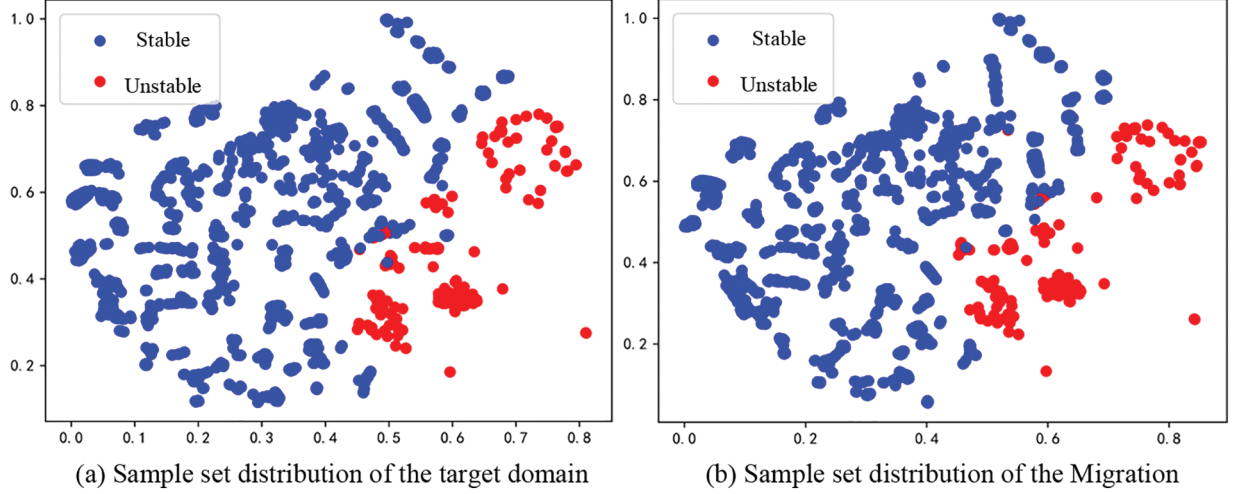 Stable
Unstable
1.0
0.8
0.6
0.4
0.2
0.0 0.1 0.2 0.3 0.4 0.5 0.6 0.7 0.8
(a) Sample set distribution of the target domain
Stable
Unstable
1.0
0.8
0.6
0.4
0.2
0.0 0.2 0.4 0.6 0.8
(b) Sample set distribution of the Migration